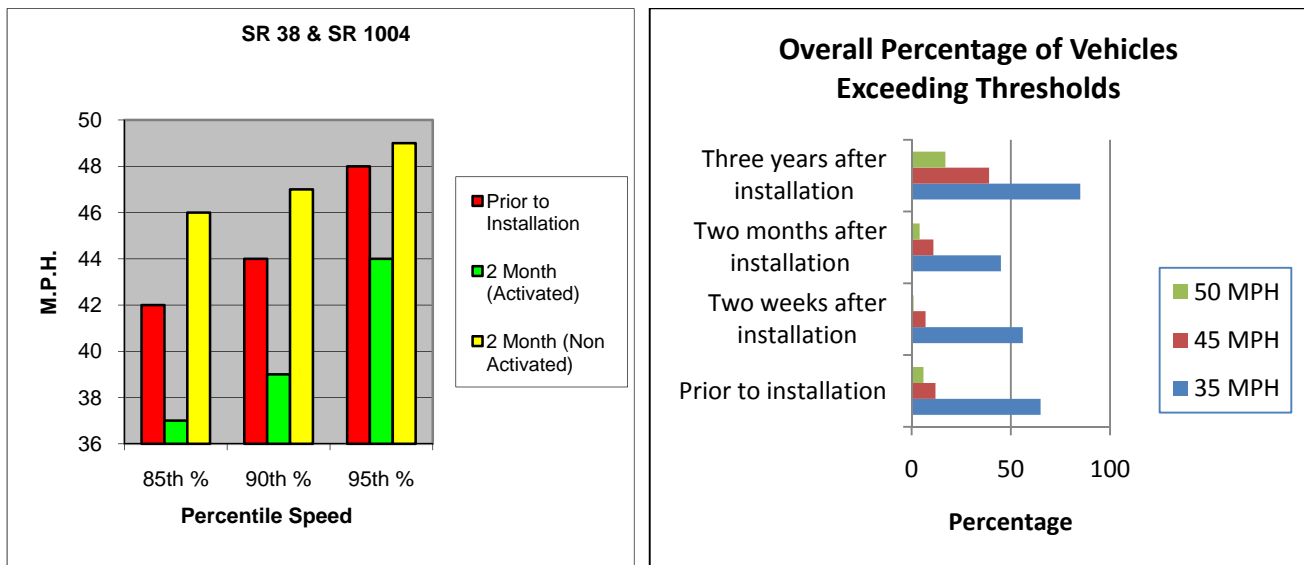 SR 38 & SR 1004
M.P.H.
50
48
46
44
42
40
38
36
85th %
90th %
95th %
Percentile Speed
Prior to
Installation
2 Month
(Activated)
2 Month (Non
Activated)
Overall Percentage of Vehicles
Exceeding Thresholds
Three years after
installation
Two months after
installation
Two weeks after
installation
Prior to installation
0
50
100
Percentage
50 MPH
45 MPH
35 MPH